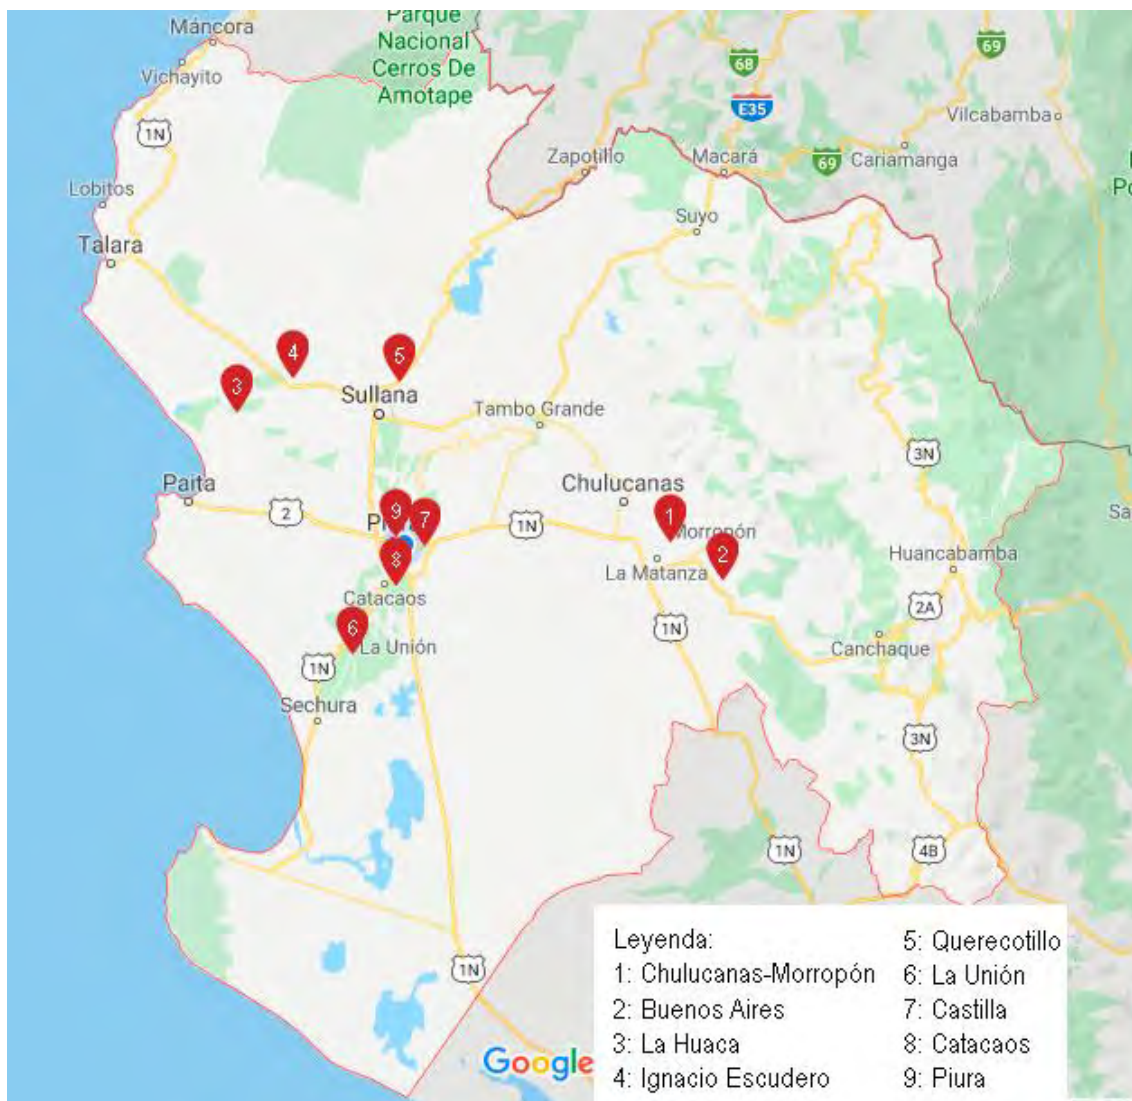 Parque
Nacional
Cerros De
Amotape
Máncora
Vichayito
1N
Lobitos
Talara
68
69
E35
Vilcabamba
Zapotillo
Macará
69
Cariamanga
Suyo
4
5
3
Sullana
Tambo Grande
3N
Paita
2
Chulucanas
9
7
1N
1
Morropón
2
La Matanza
Huancabamba
8
Catacaos
2A
6
La Unión
1N
1N
Canchaque
Sechura
3N
1N
4B
1N
Google
Leyenda:
1: Chulucanas-Morropón
2: Buenos Aires
3: La Huaca
4: Ignacio Escudero
5: Querecotillo
6: La Unión
7: Castilla
8: Catacaos
9: Piura